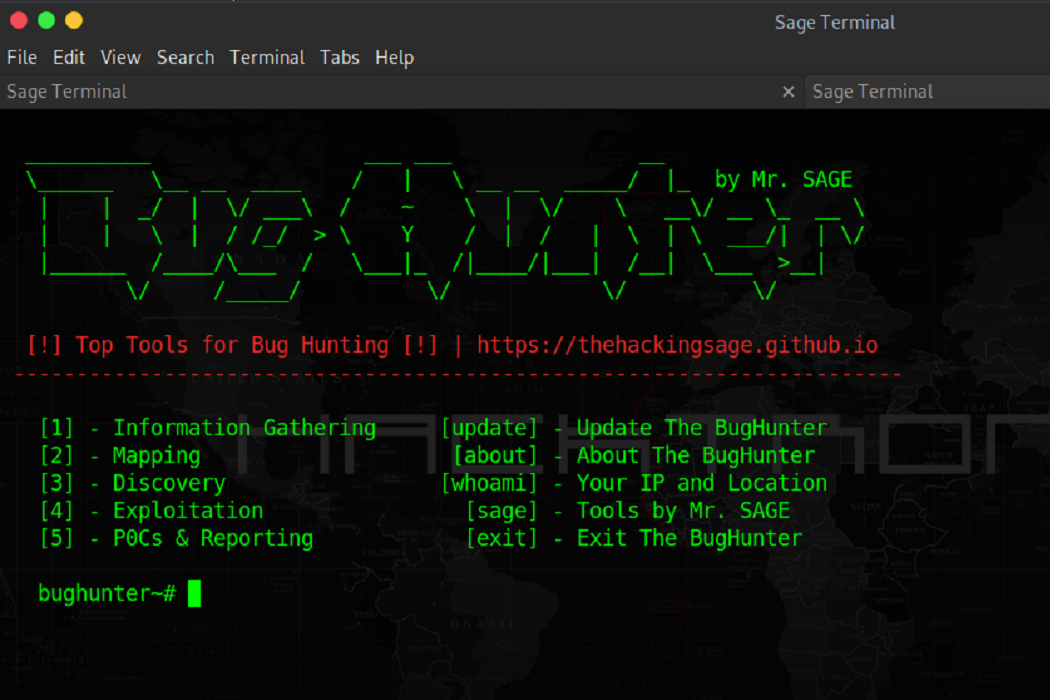 Sage Terminal
File Edit View Search Terminal Tabs Help
Sage Terminal × Sage Terminal
BugHunter by Mr. SAGE
[!] Top Tools for Bug Hunting [!] | https://thehackingsage.github.io
[1] - Information Gathering [update] - Update The BugHunter
[2] - Mapping [about] - About The BugHunter
[3] - Discovery [whoami] - Your IP and Location
[4] - Exploitation [sage] - Tools by Mr. SAGE
[5] - P0Cs & Reporting [exit] - Exit The BugHunter
bughunter~#